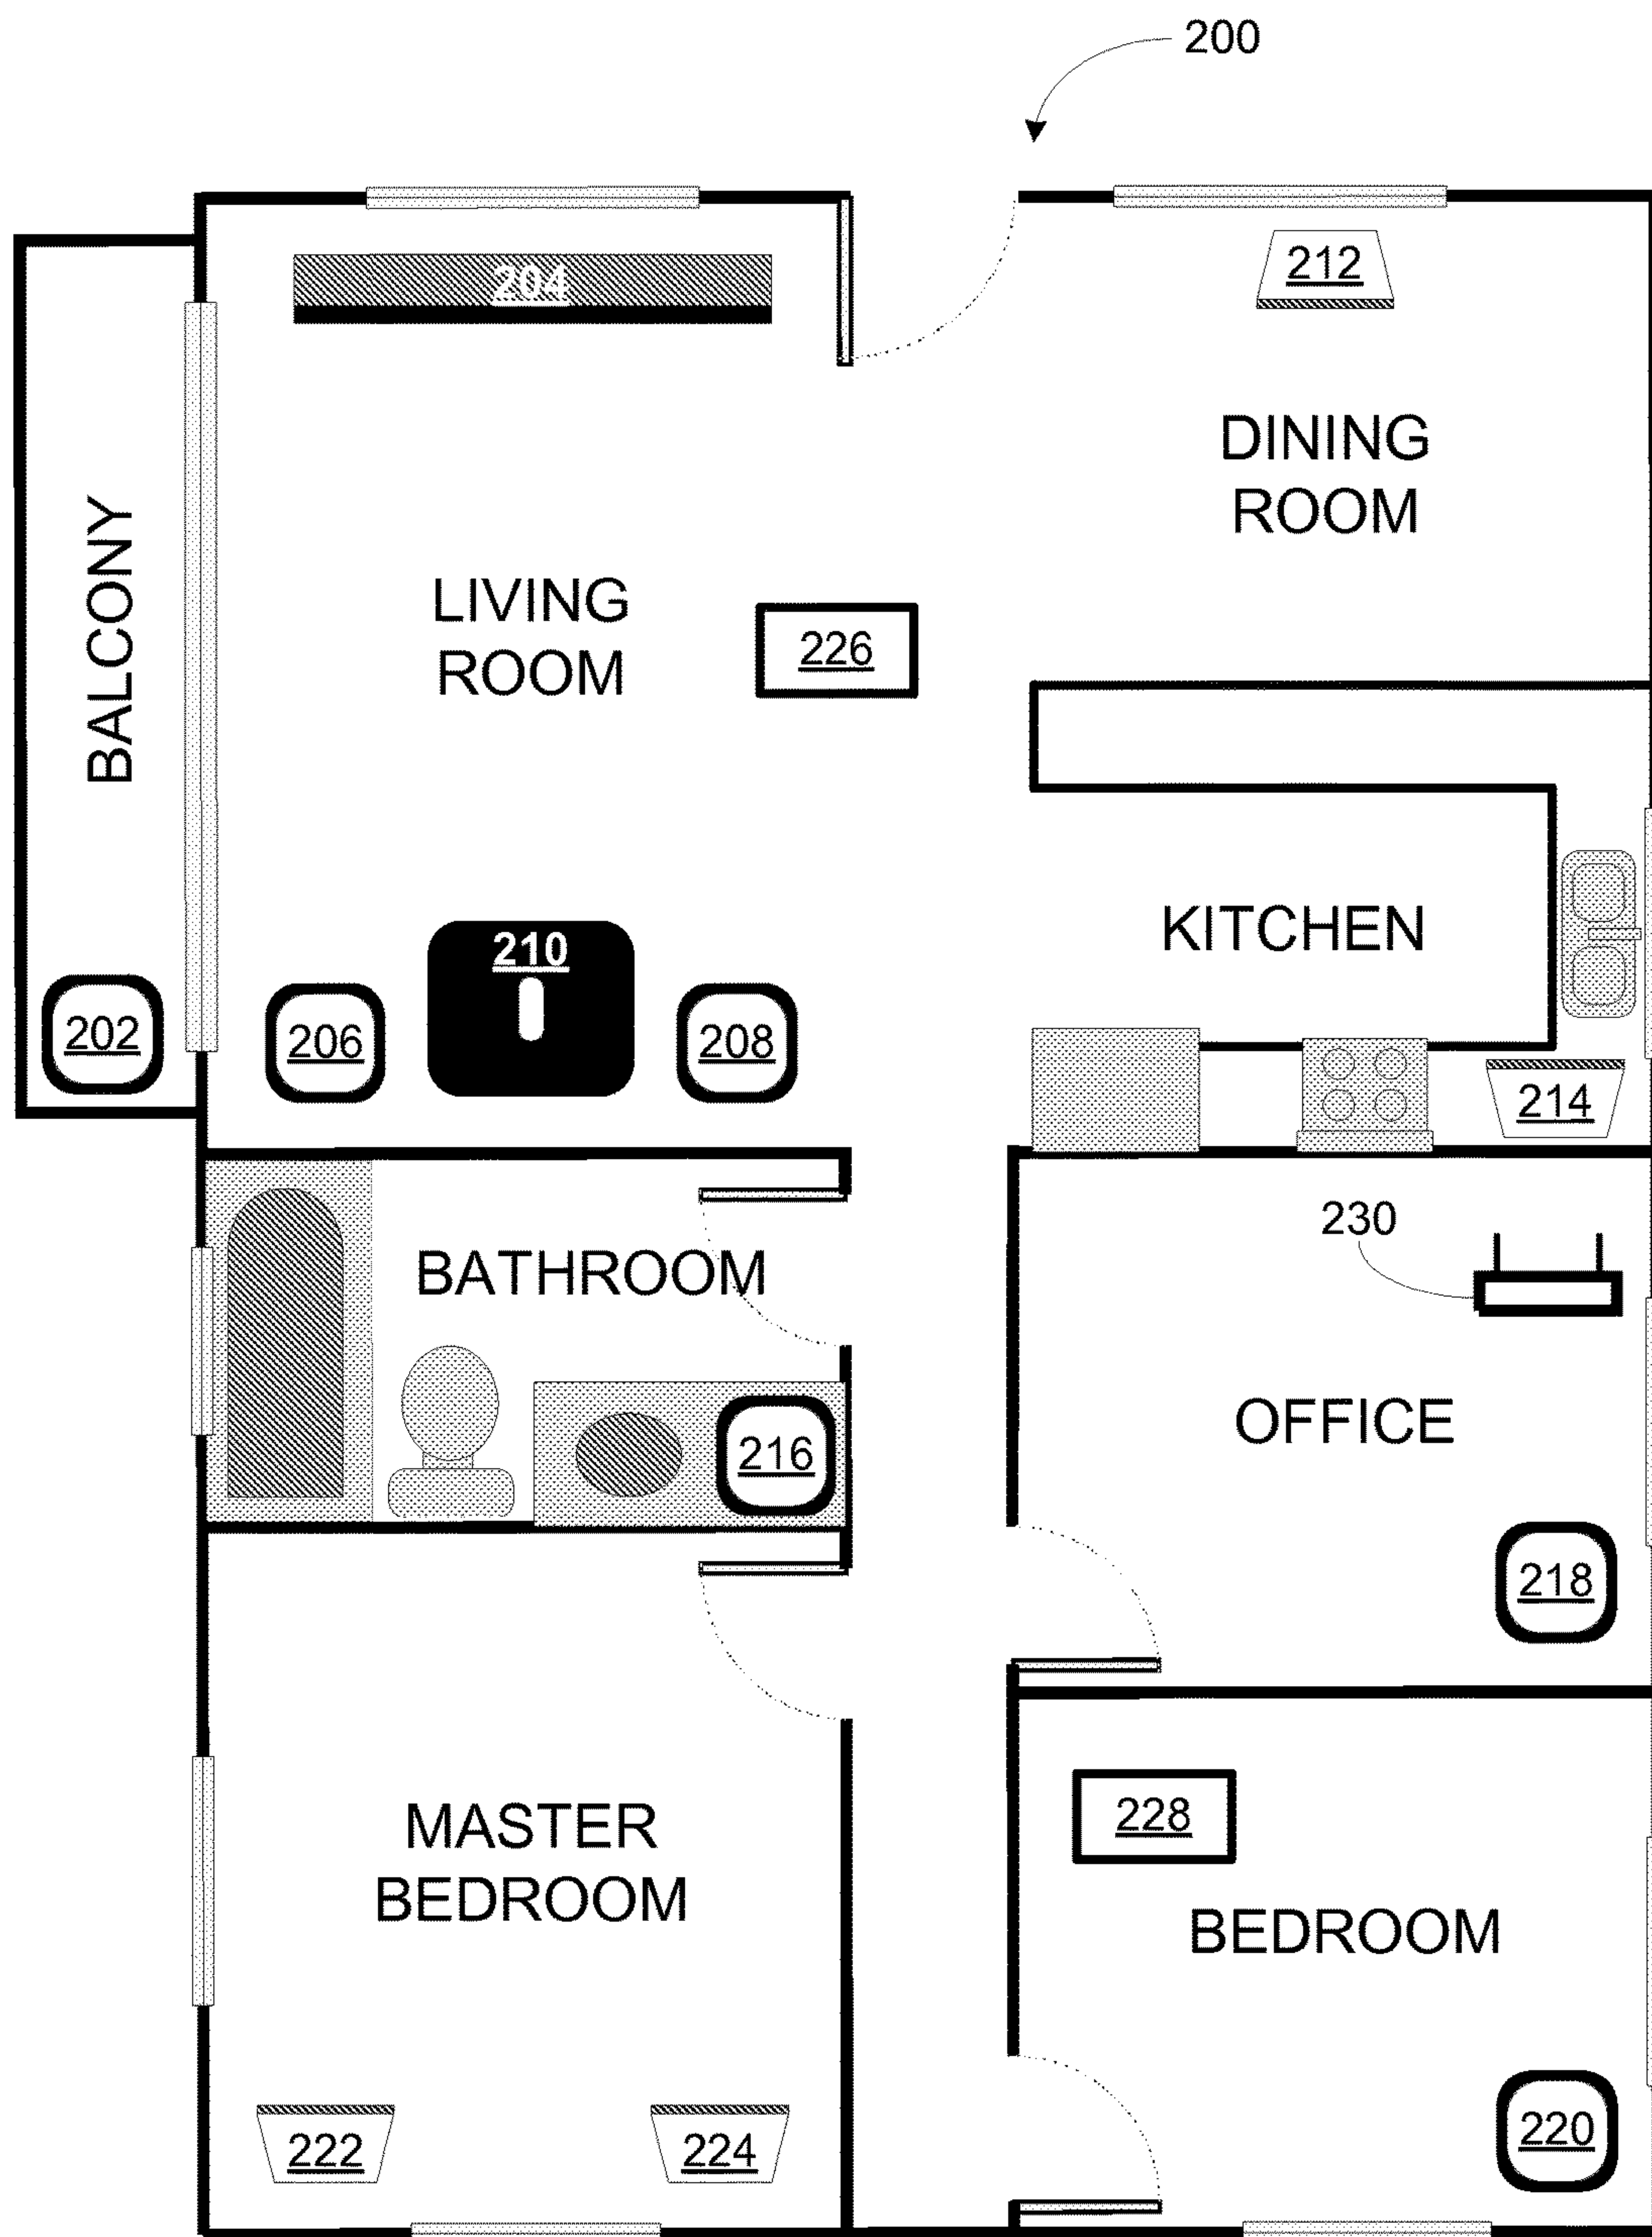 200
204
212
DINING
ROOM
BALCONY
LIVING
ROOM
226
KITCHEN
210
202
206
208
214
230
BATHROOM
OFFICE
216
218
MASTER
BEDROOM
228
BEDROOM
222
224
220